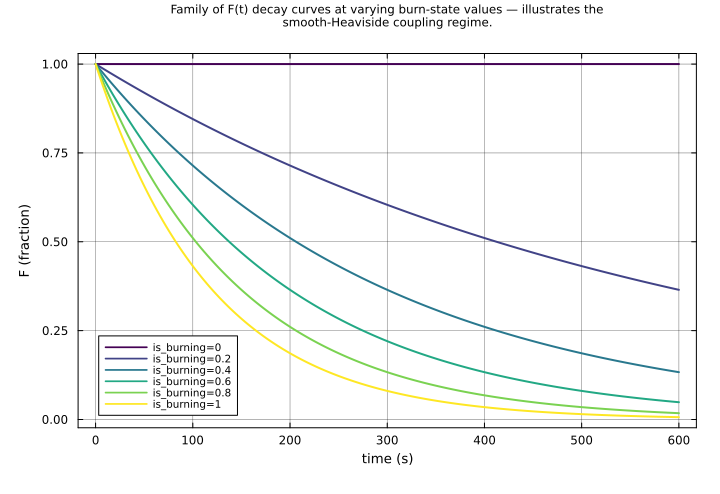 Family of F(t) decay curves at varying burn-state values — illustrates the
smooth-Heaviside coupling regime.
1.00
0.75
0.50
0.25
0.00
F (fraction)
is_burning=0
is_burning=0.2
is_burning=0.4
is_burning=0.6
is_burning=0.8
is_burning=1
0 100 200 300 400 500 600
time (s)